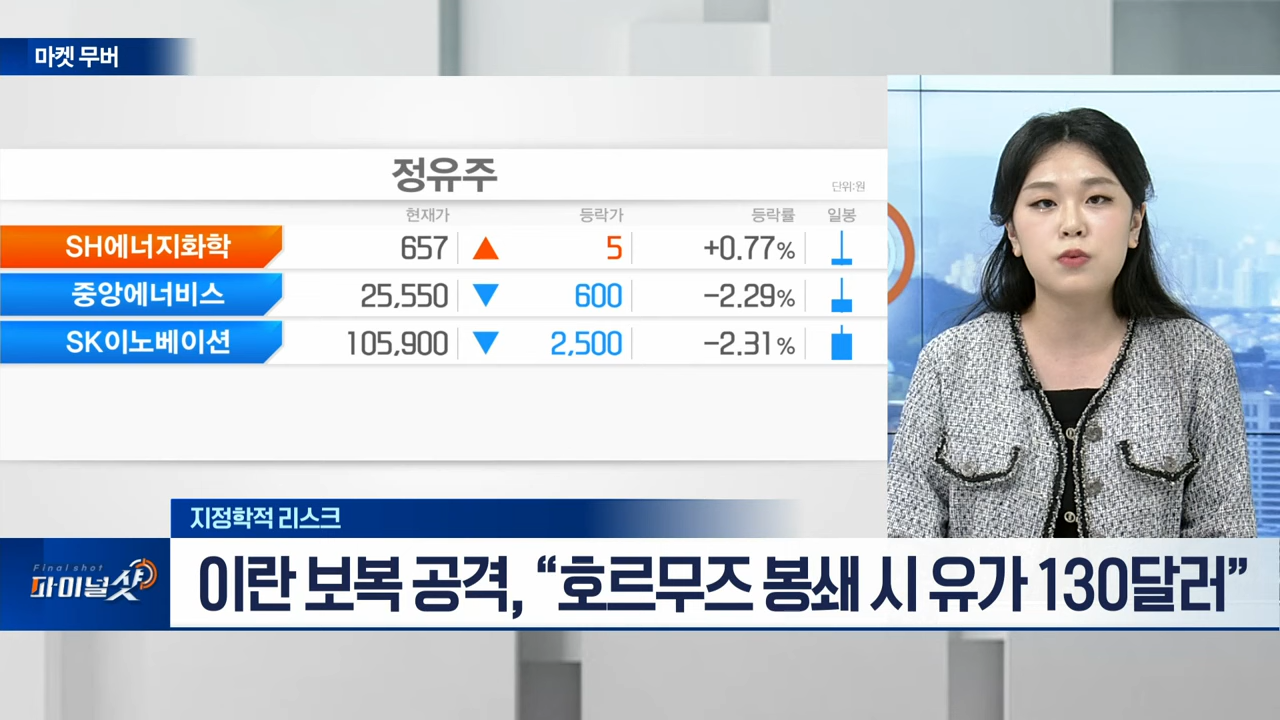 마켓 무버
정유주
단위:원
현재가 등락가 등락률 일봉
SH에너지화학 657 ▲ 5 +0.77%
중앙에너비스 25,550 ▼ 600 -2.29%
SK이노베이션 105,900 ▼ 2,500 -2.31%
지정학적 리스크
Final shot
파이널샷
이란 보복 공격, “호르무즈 봉쇄 시 유가 130달러”